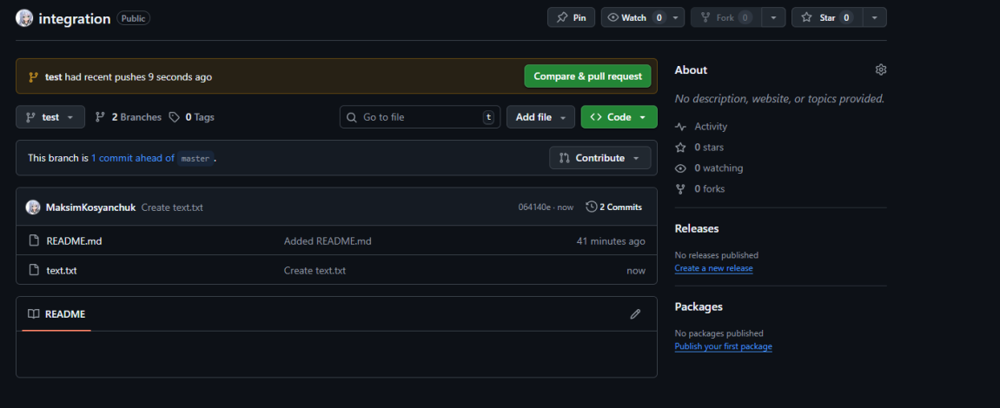 integration Public Pin Watch 0 Fork 0 Star 0
test had recent pushes 9 seconds ago Compare & pull request
test 2 Branches 0 Tags Go to file t Add file Code
This branch is 1 commit ahead of master . Contribute
MaksimKosyanchuk Create text.txt 064140e · now 2 Commits
README.md Added README.md 41 minutes ago
text.txt Create text.txt now
README
About
No description, website, or topics provided.
Activity
0 stars
0 watching
0 forks
Releases
No releases published
Create a new release
Packages
No packages published
Publish your first package